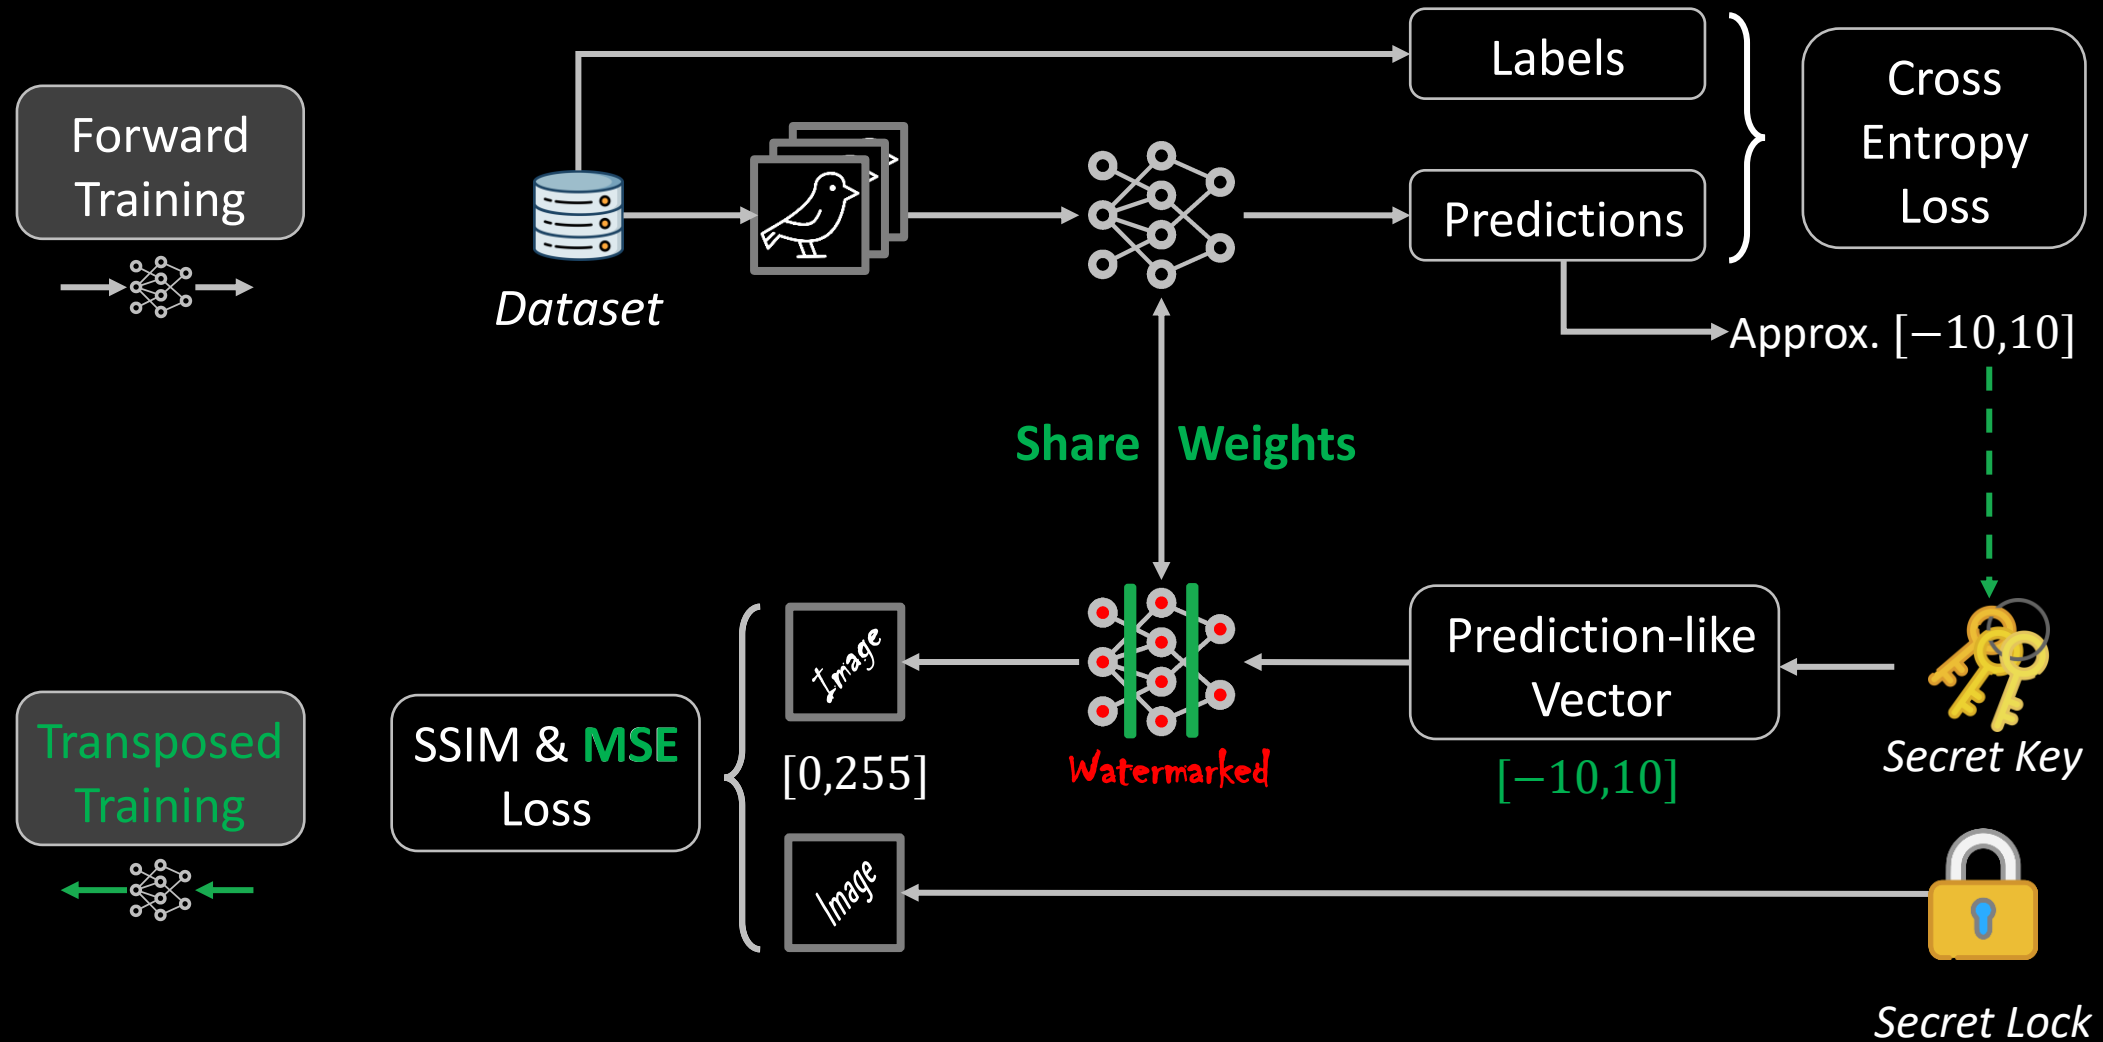 Labels
Cross
Entropy
Loss
Forward
Training
Predictions
Dataset
Approx. [−10,10]
Share Weights
Transposed
Training
SSIM & MSE
Loss
Image
[0,255]
Image
Watermarked
Prediction-like
Vector
[−10,10]
Secret Key
Secret Lock